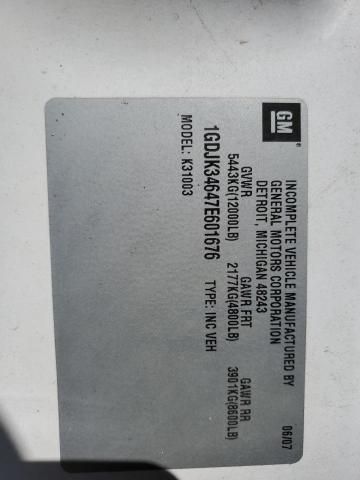 GM
INCOMPLETE VEHICLE MANUFACTURED BY
GENERAL MOTORS CORPORATION
DETROIT, MICHIGAN 48243
06/07
GVWR GAWR FRT GAWR RR
5443KG(12000LB) 2177KG(4800LB) 3901KG(8600LB)
1GDJK34647E601676 TYPE: INC VEH
MODEL: K31003